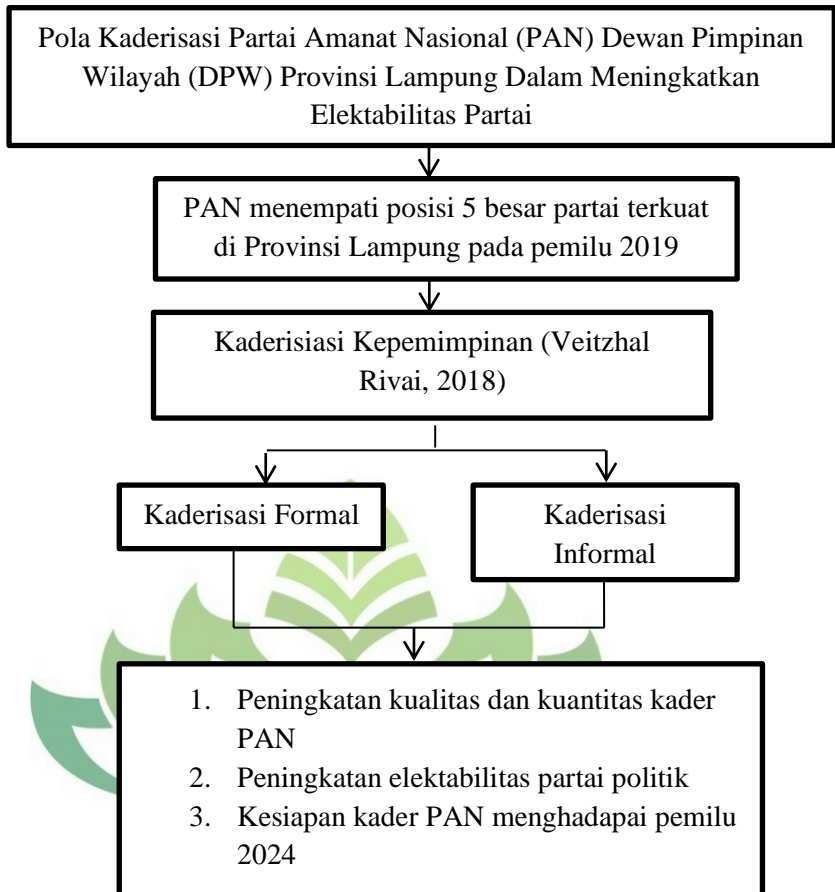 Pola Kaderisasi Partai Amanat Nasional (PAN) Dewan Pimpinan
Wilayah (DPW) Provinsi Lampung Dalam Meningkatkan
Elektabilitas Partai
PAN menempati posisi 5 besar partai terkuat
di Provinsi Lampung pada pemilu 2019
Kaderisiasi Kepemimpinan (Veitzhal
Rivai, 2018)
Kaderisasi Formal
Kaderisasi
Informal
1. Peningkatan kualitas dan kuantitas kader
PAN
2. Peningkatan elektabilitas partai politik
3. Kesiapan kader PAN menghadapai pemilu
2024